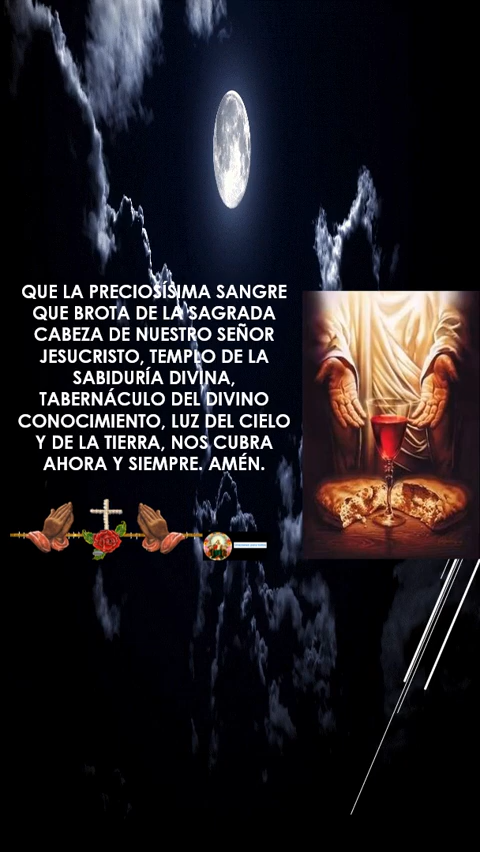 QUE LA PRECIOSÍSIMA SANGRE
QUE BROTA DE LA SAGRADA
CABEZA DE NUESTRO SEÑOR
JESUCRISTO, TEMPLO DE LA
SABIDURÍA DIVINA,
TABERNÁCULO DEL DIVINO
CONOCIMIENTO, LUZ DEL CIELO
Y DE LA TIERRA, NOS CUBRA
AHORA Y SIEMPRE. AMÉN.